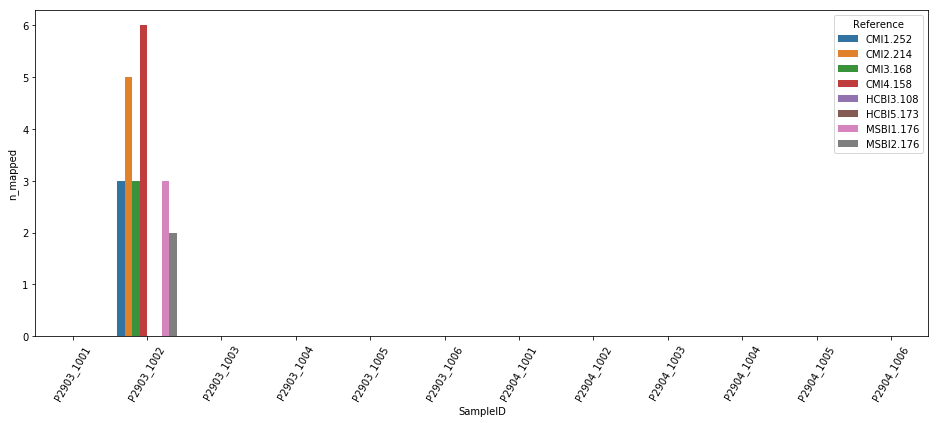 Reference
CMI1.252
CMI2.214
CMI3.168
CMI4.158
HCBI3.108
HCBI5.173
MSBI1.176
MSBI2.176
n_mapped
6
5
4
3
2
1
0
P2903_1001
P2903_1002
P2903_1003
P2903_1004
P2903_1005
P2903_1006
P2904_1001
P2904_1002
P2904_1003
P2904_1004
P2904_1005
P2904_1006
SampleID